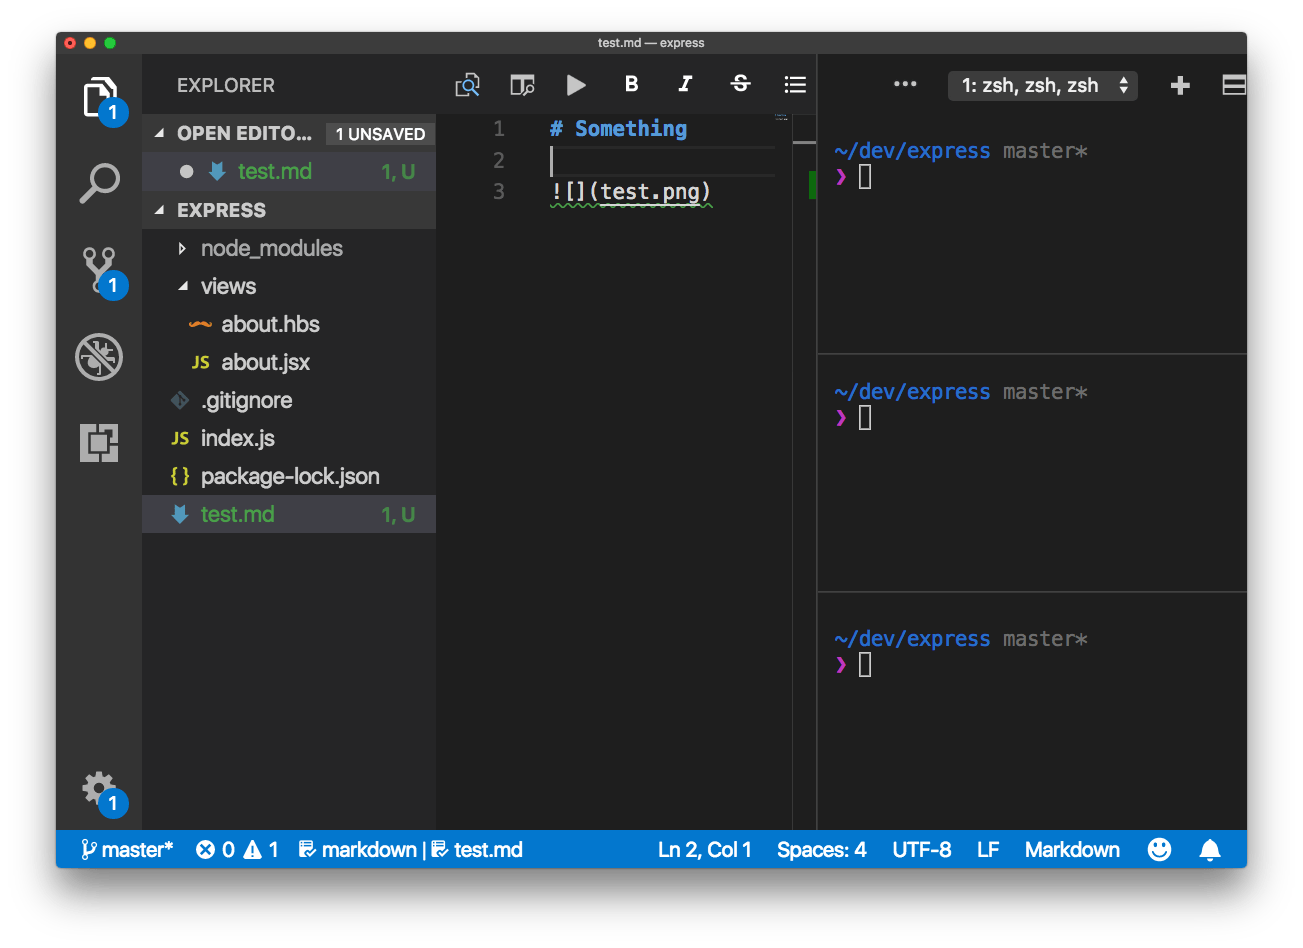 test.md — express
EXPLORER
1: zsh, zsh, zsh
OPEN EDITO... 1 UNSAVED
test.md 1, U
EXPRESS
node_modules
views
about.hbs
JS about.jsx
.gitignore
JS index.js
{} package-lock.json
test.md 1, U
1
1
1
B I S
1 # Something
2
3 ![](test.png)
~/dev/express master*
❯
~/dev/express master*
❯
~/dev/express master*
❯
master* 0 1 markdown | test.md Ln 2, Col 1 Spaces: 4 UTF-8 LF Markdown